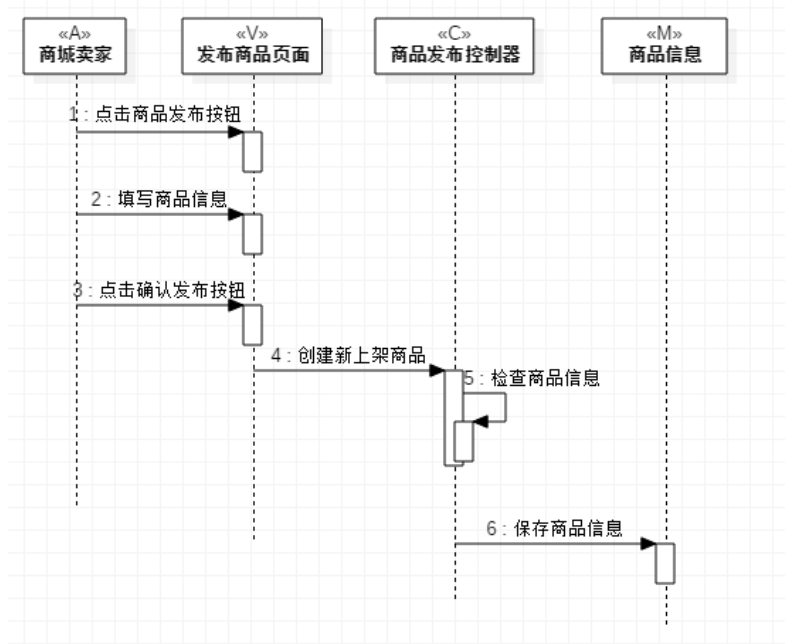 «A»
商城卖家
«V»
发布商品页面
«C»
商品发布控制器
«M»
商品信息
1 : 点击商品发布按钮
2 : 填写商品信息
3 : 点击确认发布按钮
4 : 创建新上架商品
5 : 检查商品信息
6 : 保存商品信息